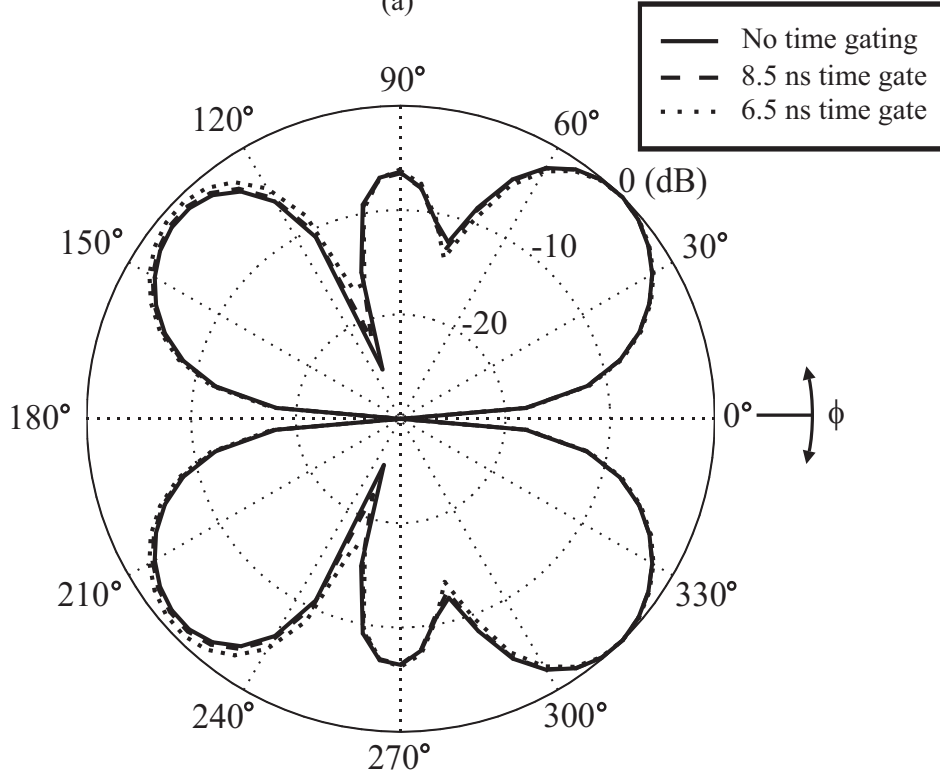 (a)
No time gating
8.5 ns time gate
6.5 ns time gate
90°
120°
60°
0 (dB)
150°
-10
30°
-20
180°
0°
ϕ
210°
330°
240°
300°
270°